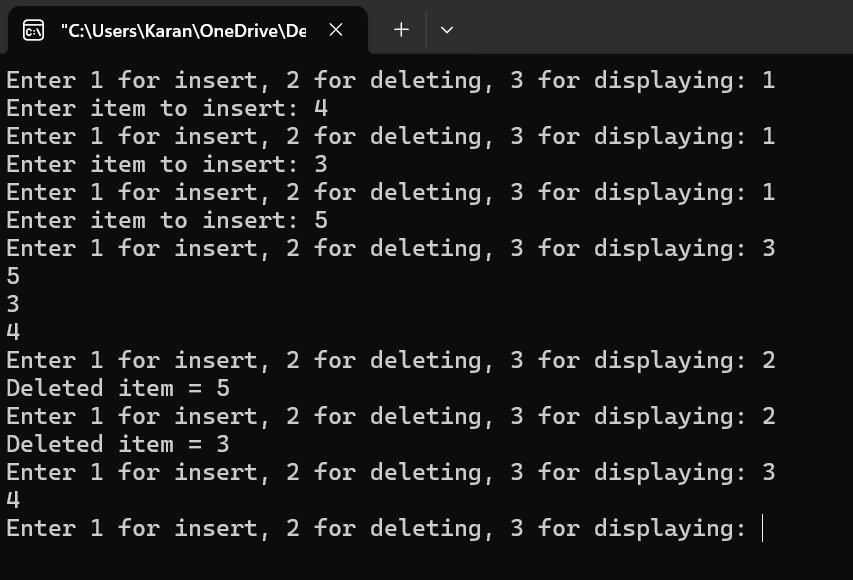 "C:\Users\Karan\OneDrive\De
Enter 1 for insert, 2 for deleting, 3 for displaying: 1
Enter item to insert: 4
Enter 1 for insert, 2 for deleting, 3 for displaying: 1
Enter item to insert: 3
Enter 1 for insert, 2 for deleting, 3 for displaying: 1
Enter item to insert: 5
Enter 1 for insert, 2 for deleting, 3 for displaying: 3
5
3
4
Enter 1 for insert, 2 for deleting, 3 for displaying: 2
Deleted item = 5
Enter 1 for insert, 2 for deleting, 3 for displaying: 2
Deleted item = 3
Enter 1 for insert, 2 for deleting, 3 for displaying: 3
4
Enter 1 for insert, 2 for deleting, 3 for displaying: